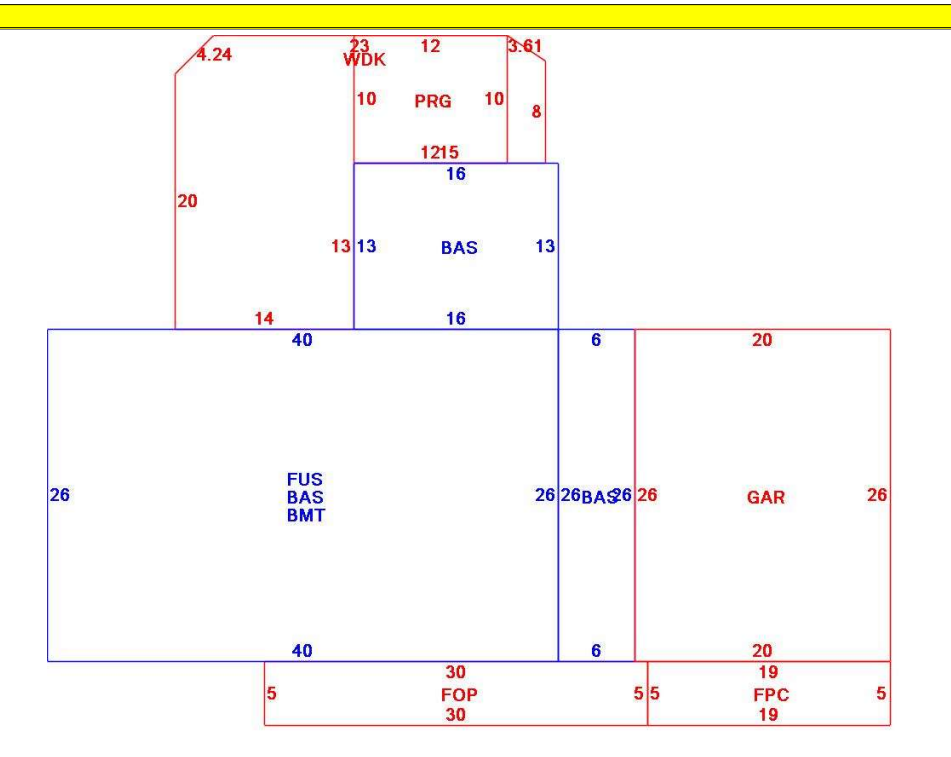 23 12 3.61
4.24 WDK
10 PRG 10
8
1215
16
20
13 13 BAS 13
14 16
40 6 20
FUS
26 BAS 26 26 BAS 26 26 GAR 26
BMT
40 6 20
30 19
5 FOP 5 5 FPC 5
30 19